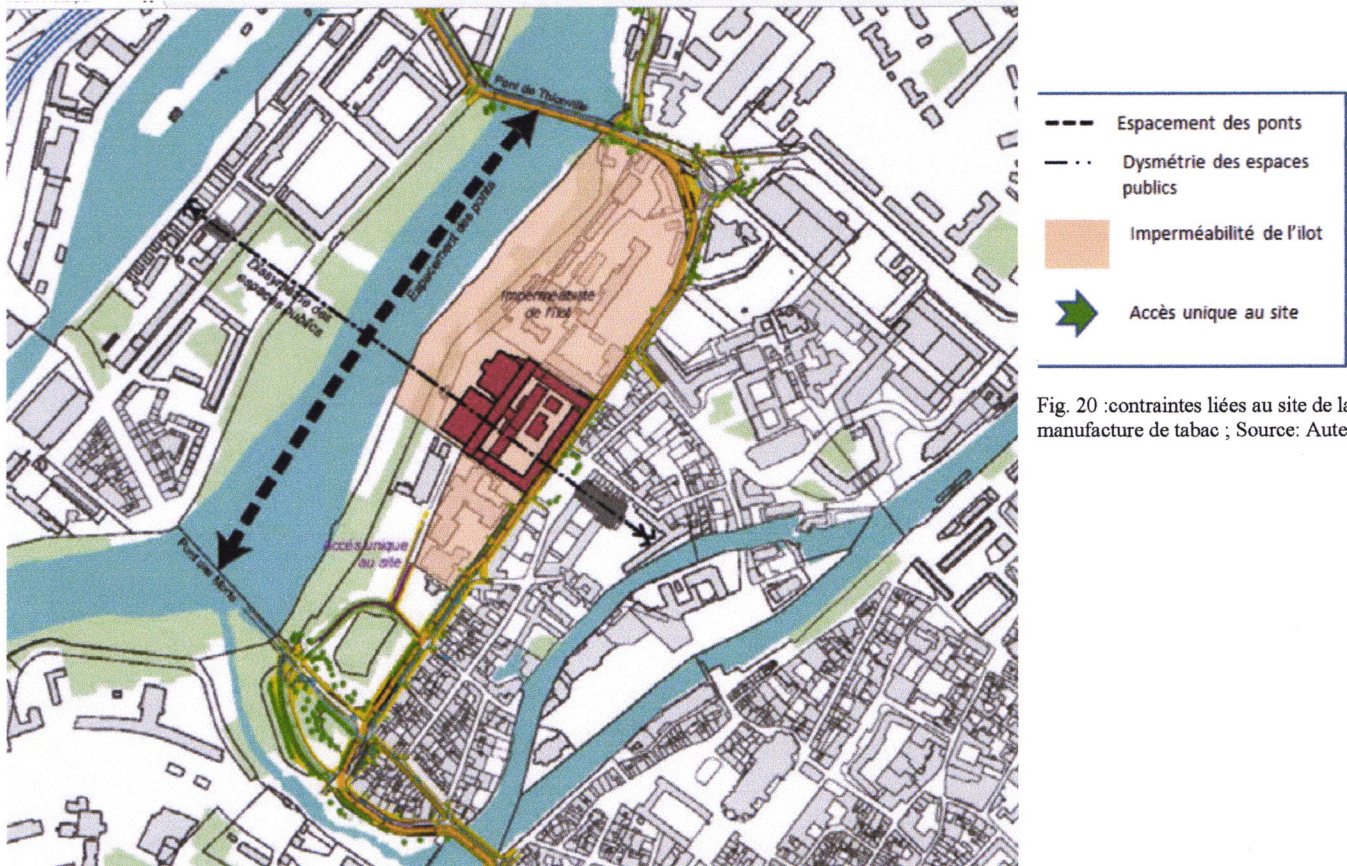 Pont de Thionville
Espacement des ponts
Dissymétrie des
espaces publics
Imperméabilité
de l'îlot
Accès unique
au site
Espacement des ponts
Dysmétrie des espaces
publics
Imperméabilité de l'ilot
Accès unique au site
Fig. 20 :contraintes liées au site de la
manufacture de tabac ; Source: Aute